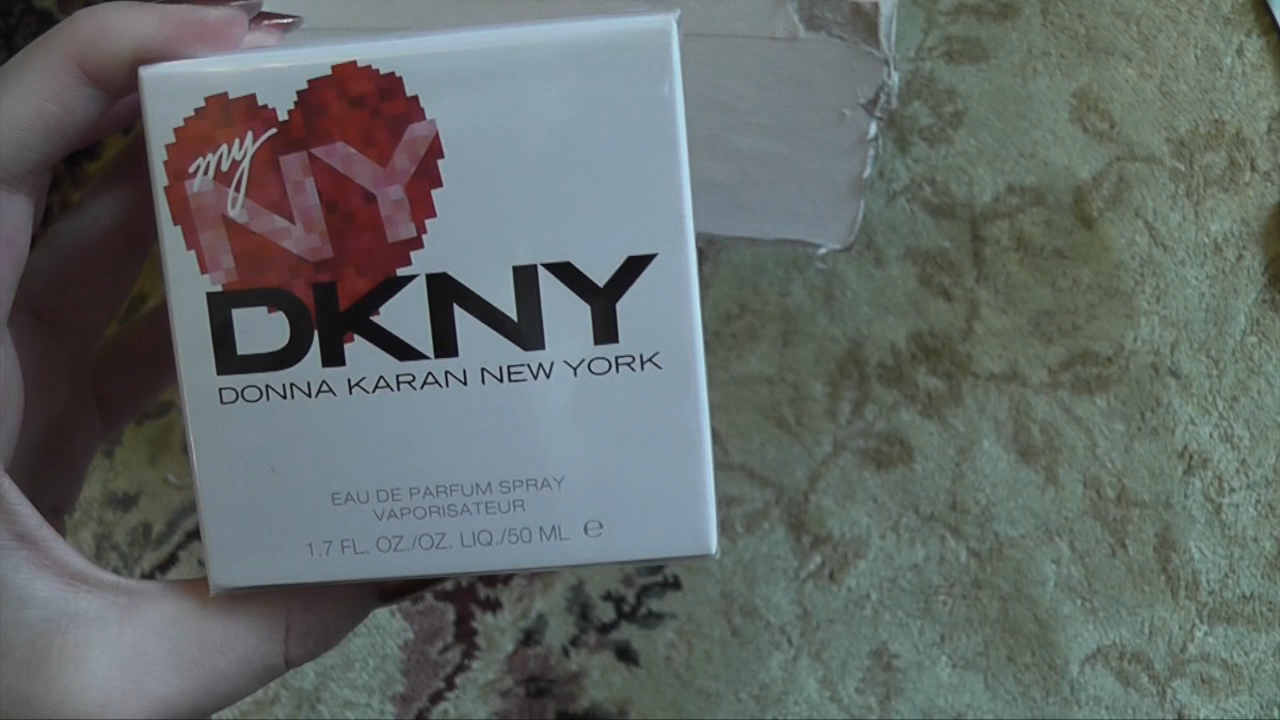 my
NY
DKNY
DONNA KARAN NEW YORK
EAU DE PARFUM SPRAY
VAPORISATEUR
1.7 FL. OZ./OZ. LIQ./50 ML ℮